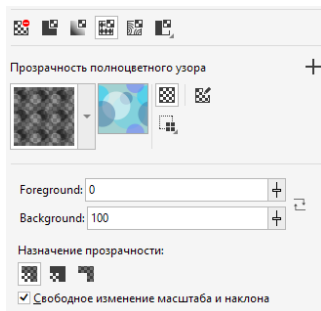 Прозрачность полноцветного узора
Foreground: 0
Background: 100
Назначение прозрачности:
Свободное изменение масштаба и наклона